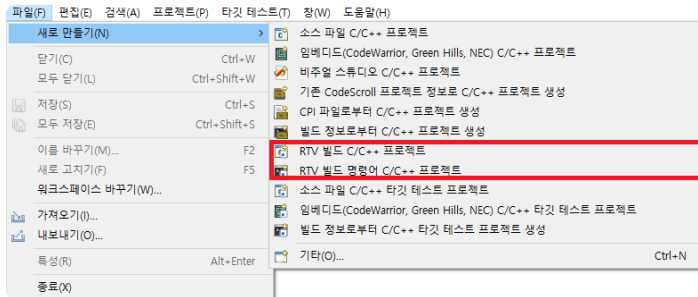 파일(F) 편집(E) 검색(A) 프로젝트(P) 타깃 테스트(T) 창(W) 도움말(H)
새로 만들기(N) >
닫기(C) Ctrl+W
모두 닫기(L) Ctrl+Shift+W
저장(S) Ctrl+S
모두 저장(E) Ctrl+Shift+S
이름 바꾸기(M)... F2
새로 고치기(F) F5
워크스페이스 바꾸기(W)...
가져오기(I)...
내보내기(O)...
특성(R) Alt+Enter
종료(X)
소스 파일 C/C++ 프로젝트
임베디드(CodeWarrior, Green Hills, NEC) C/C++ 프로젝트
비주얼 스튜디오 C/C++ 프로젝트
기존 CodeScroll 프로젝트 정보로 C/C++ 프로젝트 생성
CPI 파일로부터 C/C++ 프로젝트 생성
빌드 정보로부터 C/C++ 프로젝트 생성
RTV 빌드 C/C++ 프로젝트
RTV 빌드 명령어 C/C++ 프로젝트
소스 파일 C/C++ 타깃 테스트 프로젝트
임베디드(CodeWarrior, Green Hills, NEC) C/C++ 타깃 테스트 프로젝트
빌드 정보로부터 C/C++ 타깃 테스트 프로젝트 생성
기타(O)... Ctrl+N